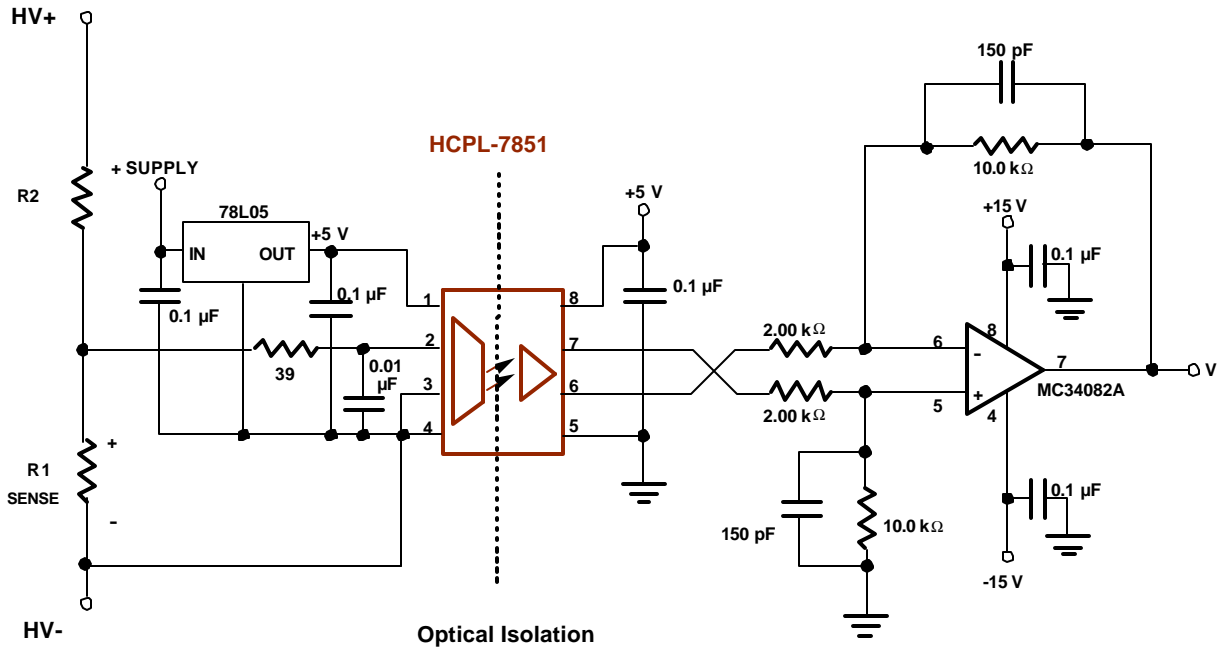 HV+
150 pF
HCPL-7851
10.0 kΩ
+ SUPPLY
R2
+5 V
78L05
+15 V
+5 V
IN
OUT
0.1 µF
0.1 µF
0.1 µF
0.1 µF
1
8
2.00 kΩ
8
2
7
6
-
7
V
39
0.01
µF
3
6
+
MC34082A
2.00 kΩ
5
4
4
5
+
R1
SENSE
-
0.1 µF
150 pF
10.0 kΩ
-15 V
HV-
Optical Isolation